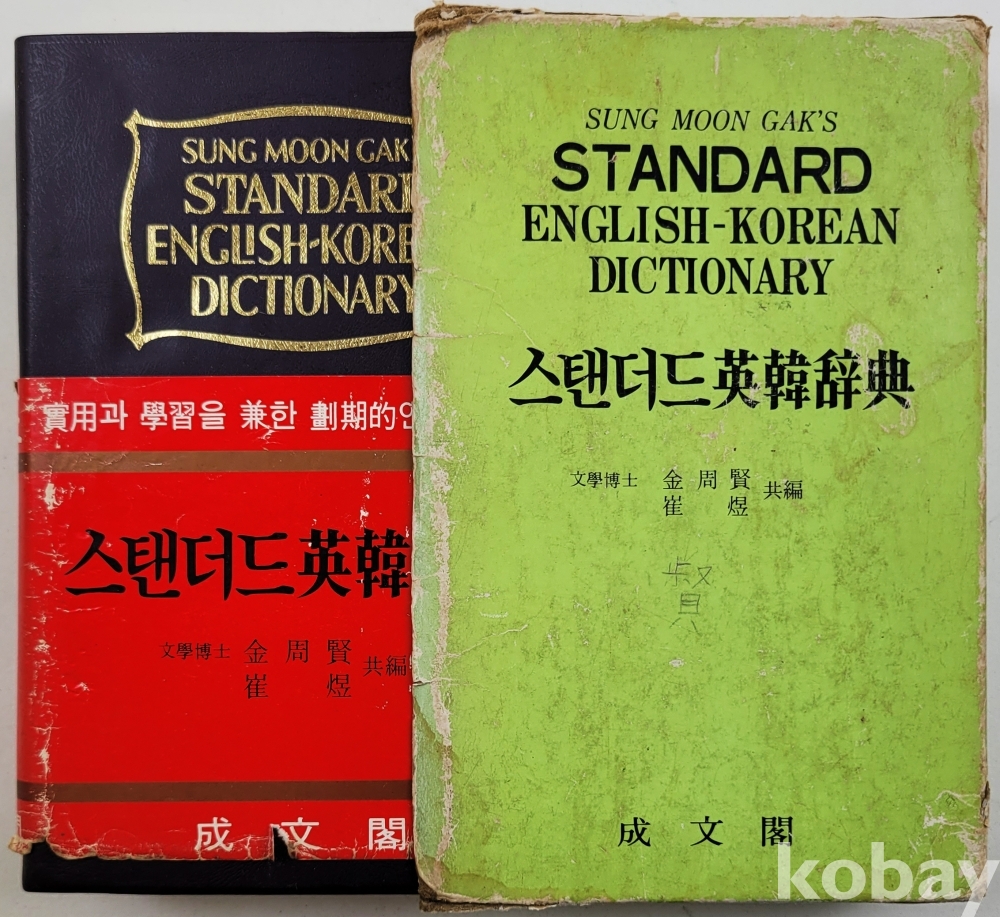 SUNG MOON GAK
STANDARD
ENGLISH-KORE
DICTIONARY
實用과 學習을 兼한 劃期的인
스탠더드英韓
文學博士 金周賢 共編
崔煜
成文閣
SUNG MOON GAK'S
STANDARD
ENGLISH-KOREAN
DICTIONARY
스탠더드英韓辞典
文學博士 金周賢 共編
崔煜
賢
成文閣
kobay